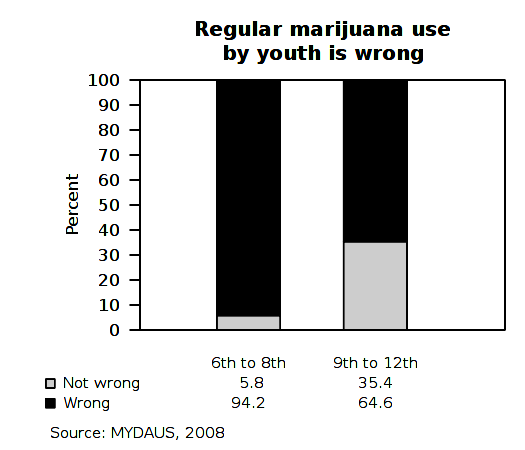 Regular marijuana use
by youth is wrong
100
90
80
70
60
50
40
30
20
10
0
Percent
6th to 8th 9th to 12th
Not wrong 5.8 35.4
Wrong 94.2 64.6
Source: MYDAUS, 2008